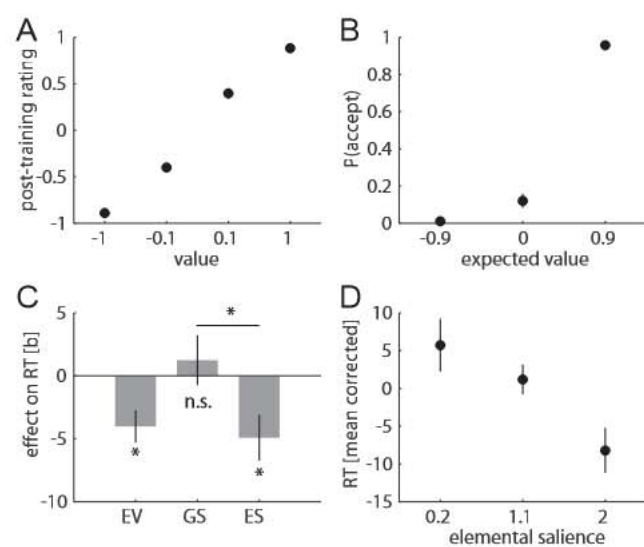 A
post-training rating
1
0.5
0
-0.5
-1
-1 -0.1 0.1 1
value
B
P(accept)
1
0.8
0.6
0.4
0.2
0
-0.9 0 0.9
expected value
C
effect on RT [b]
5
0
-5
-10
*
n.s.
*
*
EV GS ES
D
RT [mean corrected]
10
5
0
-5
-10
-15
0.2 1.1 2
elemental salience